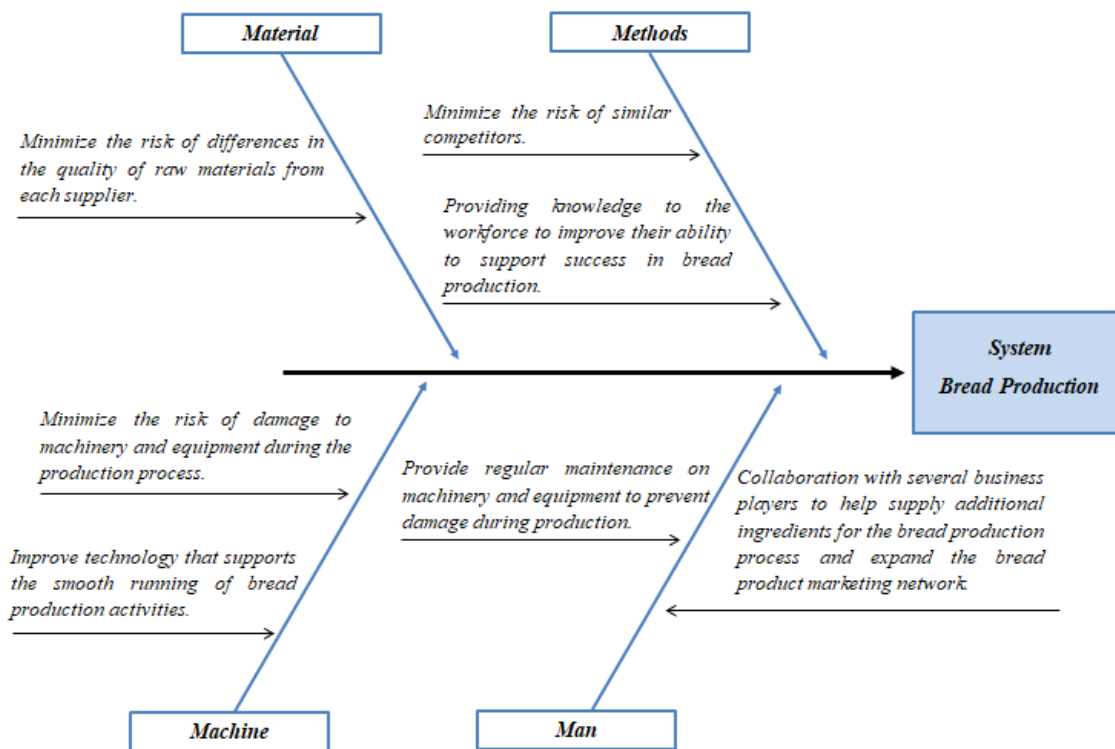 Material
Methods
Minimize the risk of differences in
the quality of raw materials from
each supplier.
Minimize the risk of similar
competitors.
Providing knowledge to the
workforce to improve their ability
to support success in bread
production.
System
Bread Production
Minimize the risk of damage to
machinery and equipment during the
production process.
Improve technology that supports
the smooth running of bread
production activities.
Provide regular maintenance on
machinery and equipment to prevent
damage during production.
Collaboration with several business
players to help supply additional
ingredients for the bread production
process and expand the bread
product marketing network.
Machine
Man